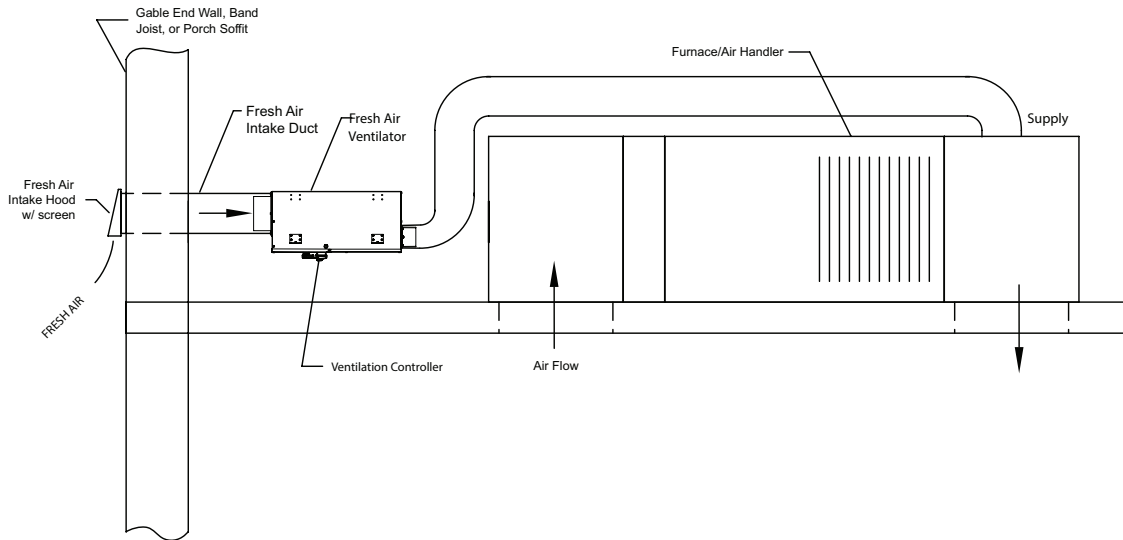 Gable End Wall, Band
Joist, or Porch Soffit
Furnace/Air Handler
Fresh Air
Intake Duct
Fresh Air
Ventilator
Supply
Fresh Air
Intake Hood
w/ screen
FRESH AIR
Ventilation Controller
Air Flow